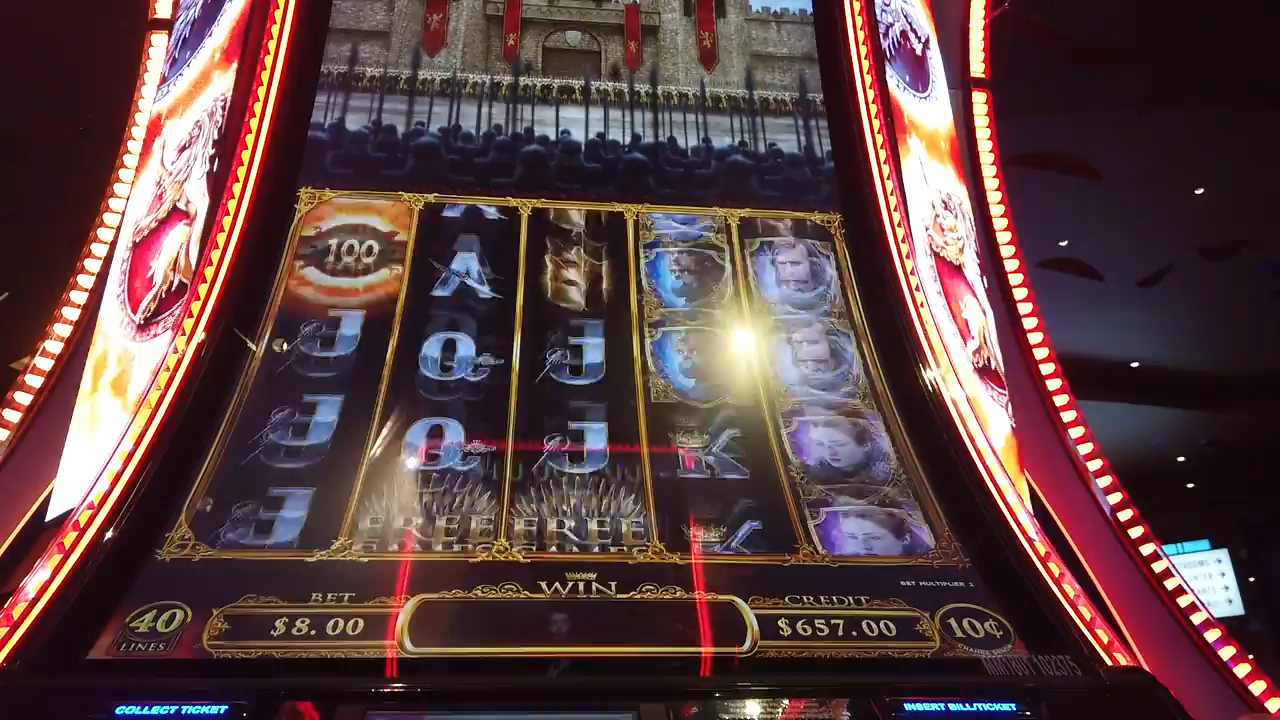 100
A
A
J
Q
J
J
Q
J
K
J
FREE
FREE
K
WIN
BET MULTIPLIER 2
BET
CREDIT
40
LINES
$8.00
$657.00
10¢
COLLECT TICKET
INSERT BILL/TICKET